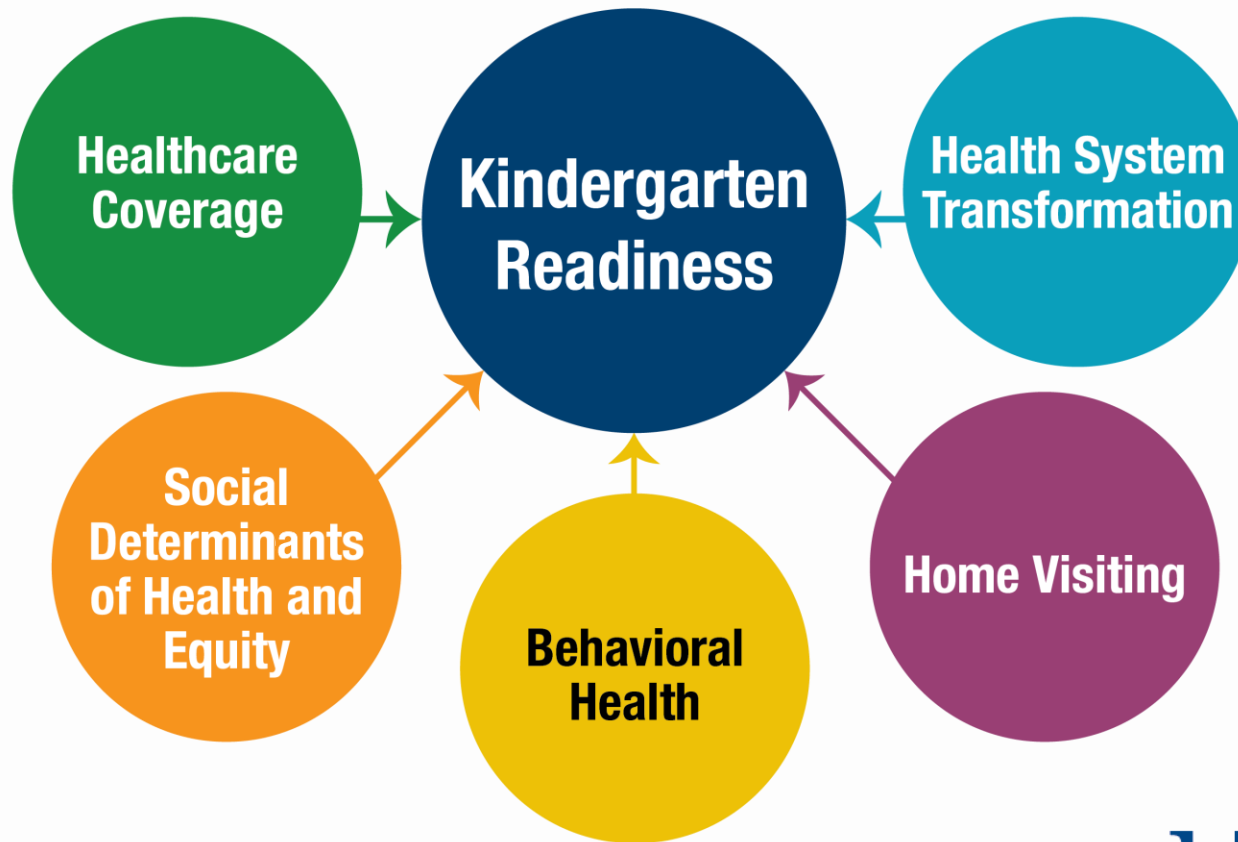 Healthcare
Coverage
Kindergarten
Readiness
Health System
Transformation
Social
Determinants
of Health and
Equity
Behavioral
Health
Home Visiting